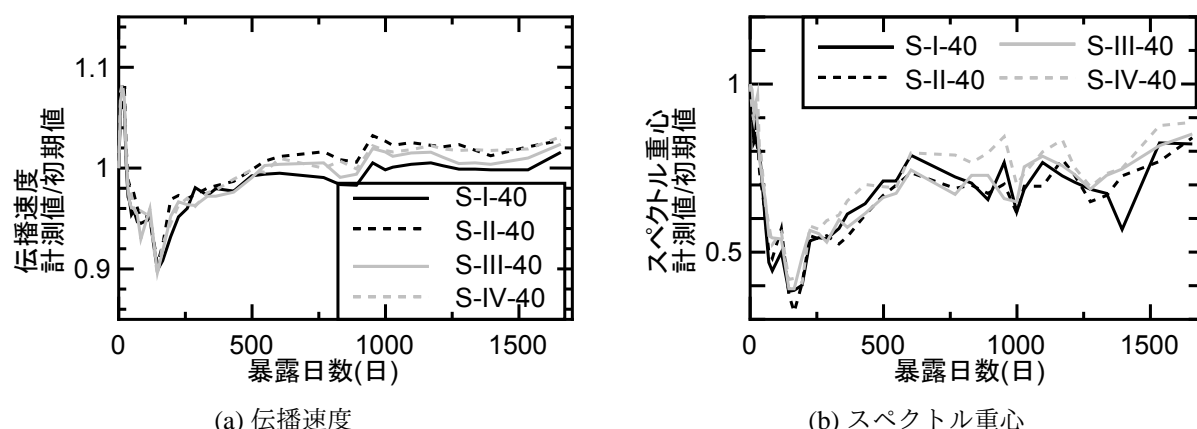 1.1
1
0.9
伝播速度
計測値/初期値
S-I-40
S-II-40
S-III-40
S-IV-40
0 500 1000 1500
暴露日数(日)
(a) 伝播速度
S-I-40 S-III-40
S-II-40 S-IV-40
1
0.5
スペクトル重心
計測値/初期値
0 500 1000 1500
暴露日数(日)
(b) スペクトル重心